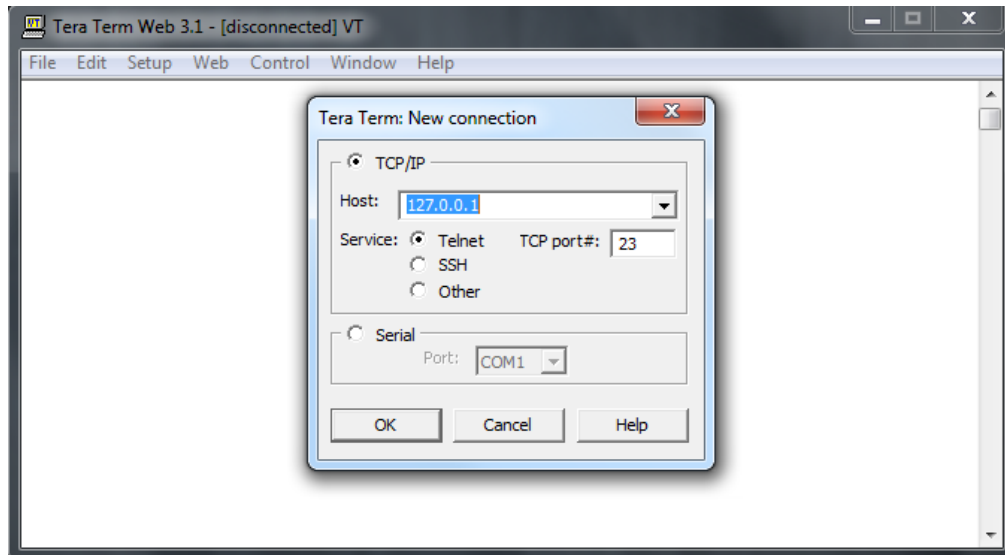 Tera Term Web 3.1 - [disconnected] VT
File Edit Setup Web Control Window Help
Tera Term: New connection
TCP/IP
Host: 127.0.0.1
Service: Telnet TCP port#: 23
SSH
Other
Serial
Port: COM1
OK Cancel Help